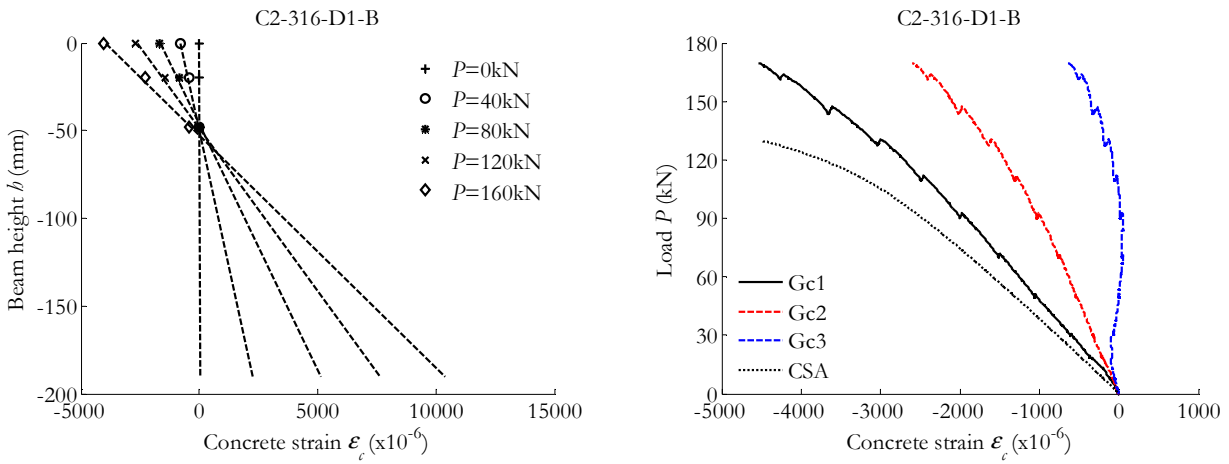 C2-316-D1-B
0
-50
-100
-150
-200
-5000
0
5000
10000
15000
Beam height h (mm)
Concrete strain εc (x10-6)
P=0kN
P=40kN
P=80kN
P=120kN
P=160kN
C2-316-D1-B
180
150
120
90
60
30
0
-5000
-4000
-3000
-2000
-1000
0
1000
Load P (kN)
Concrete strain εc (x10-6)
Gc1
Gc2
Gc3
CSA